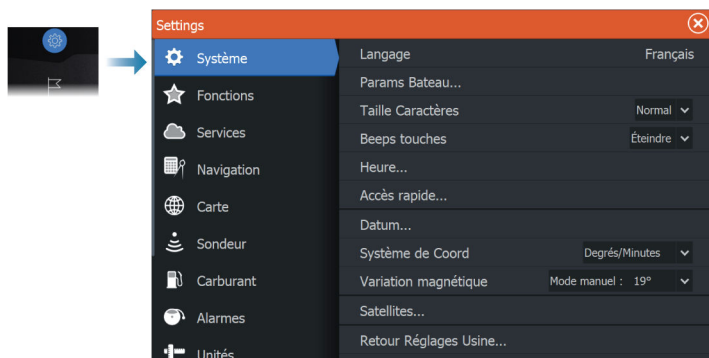 Settings
Système
Fonctions
Services
Navigation
Carte
Sondeur
Carburant
Alarmes
Unités
Langage Français
Params Bateau...
Taille Caractères Normal
Beeps touches Éteindre
Heure...
Accès rapide...
Datum...
Système de Coord Degrés/Minutes
Variation magnétique Mode manuel : 19°
Satellites...
Retour Réglages Usine...